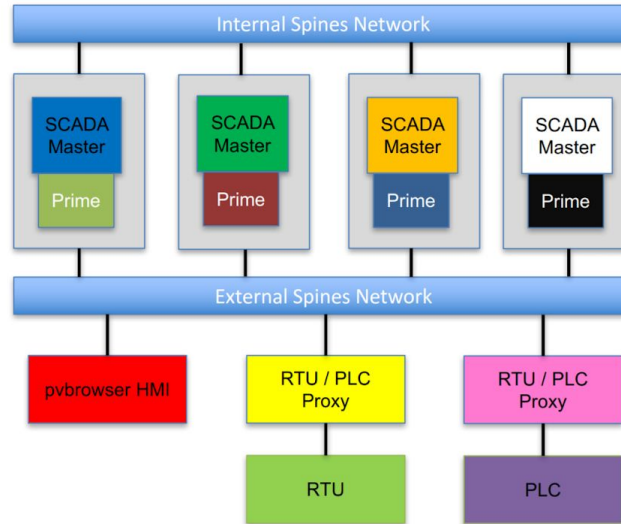 Internal Spines Network
SCADA
Master
Prime
SCADA
Master
Prime
SCADA
Master
Prime
SCADA
Master
Prime
External Spines Network
pvbrowser HMI
RTU / PLC
Proxy
RTU / PLC
Proxy
RTU
PLC